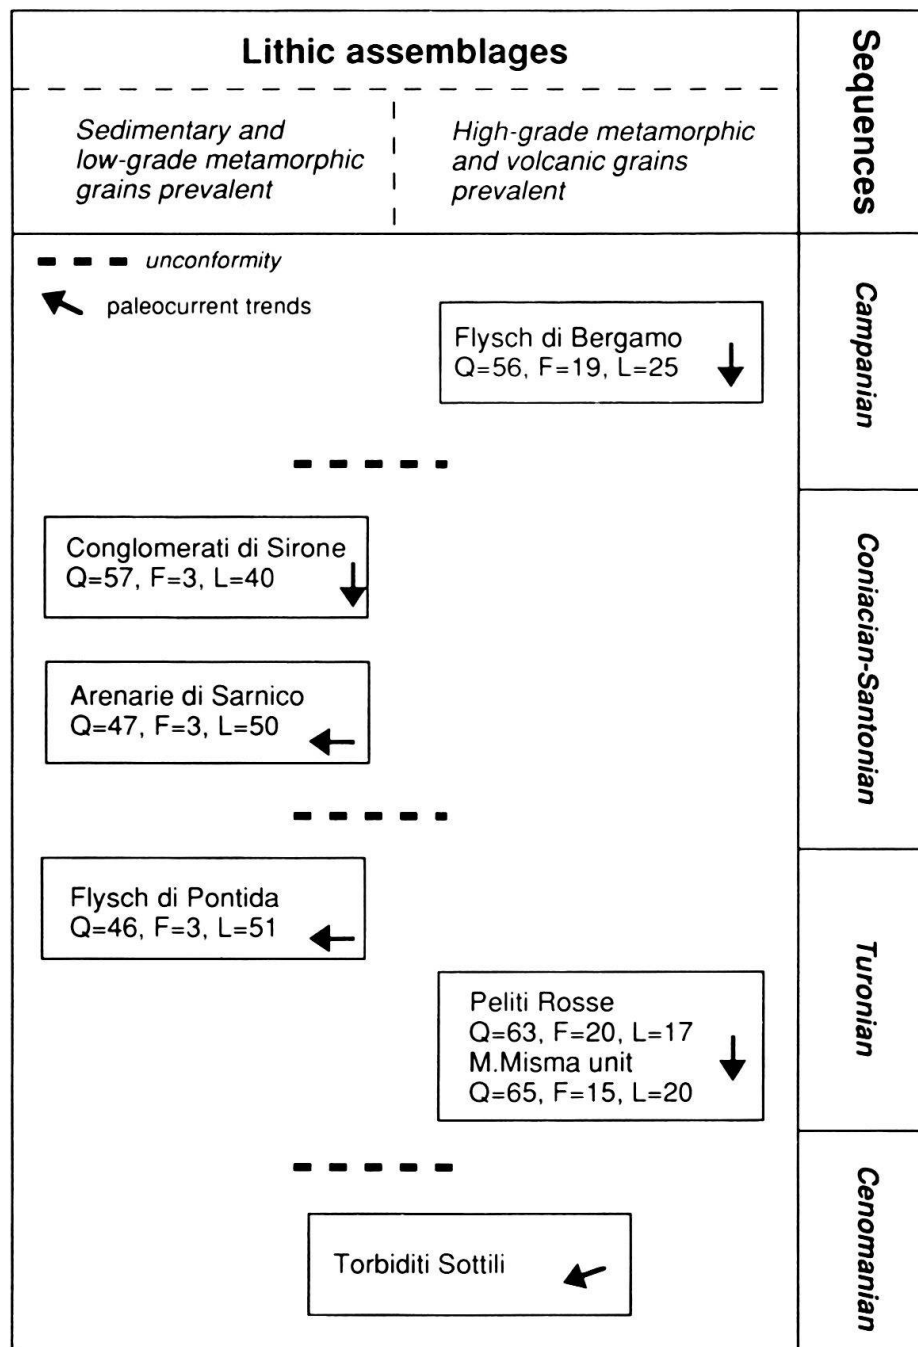 Lithic assemblages
Sequences
Sedimentary and
low-grade metamorphic
grains prevalent
High-grade metamorphic
and volcanic grains
prevalent
unconformity
paleocurrent trends
Campanian
Flysch di Bergamo
Q=56, F=19, L=25
Coniacian-Santonian
Conglomerati di Sirone
Q=57, F=3, L=40
Arenarie di Sarnico
Q=47, F=3, L=50
Turonian
Flysch di Pontida
Q=46, F=3, L=51
Peliti Rosse
Q=63, F=20, L=17
M.Misma unit
Q=65, F=15, L=20
Cenomanian
Torbiditi Sottili